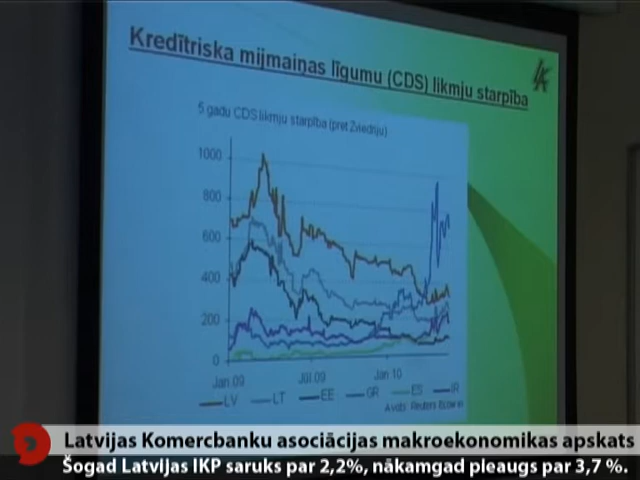 Kredītriska mijmaiņas līgumu (CDS) likmju starpība
5 gadu CDS likmju starpība (pret Zviedriju)
1000
800
600
400
200
0
Jan 09 Jūl 09 Jan 10
LV LT EE GR ES IR
Avots: Reuters
Latvijas Komercbanku asociācijas makroekonomikas apskats
Šogad Latvijas IKP saruks par 2,2%, nākamgad pieaugs par 3,7 %.